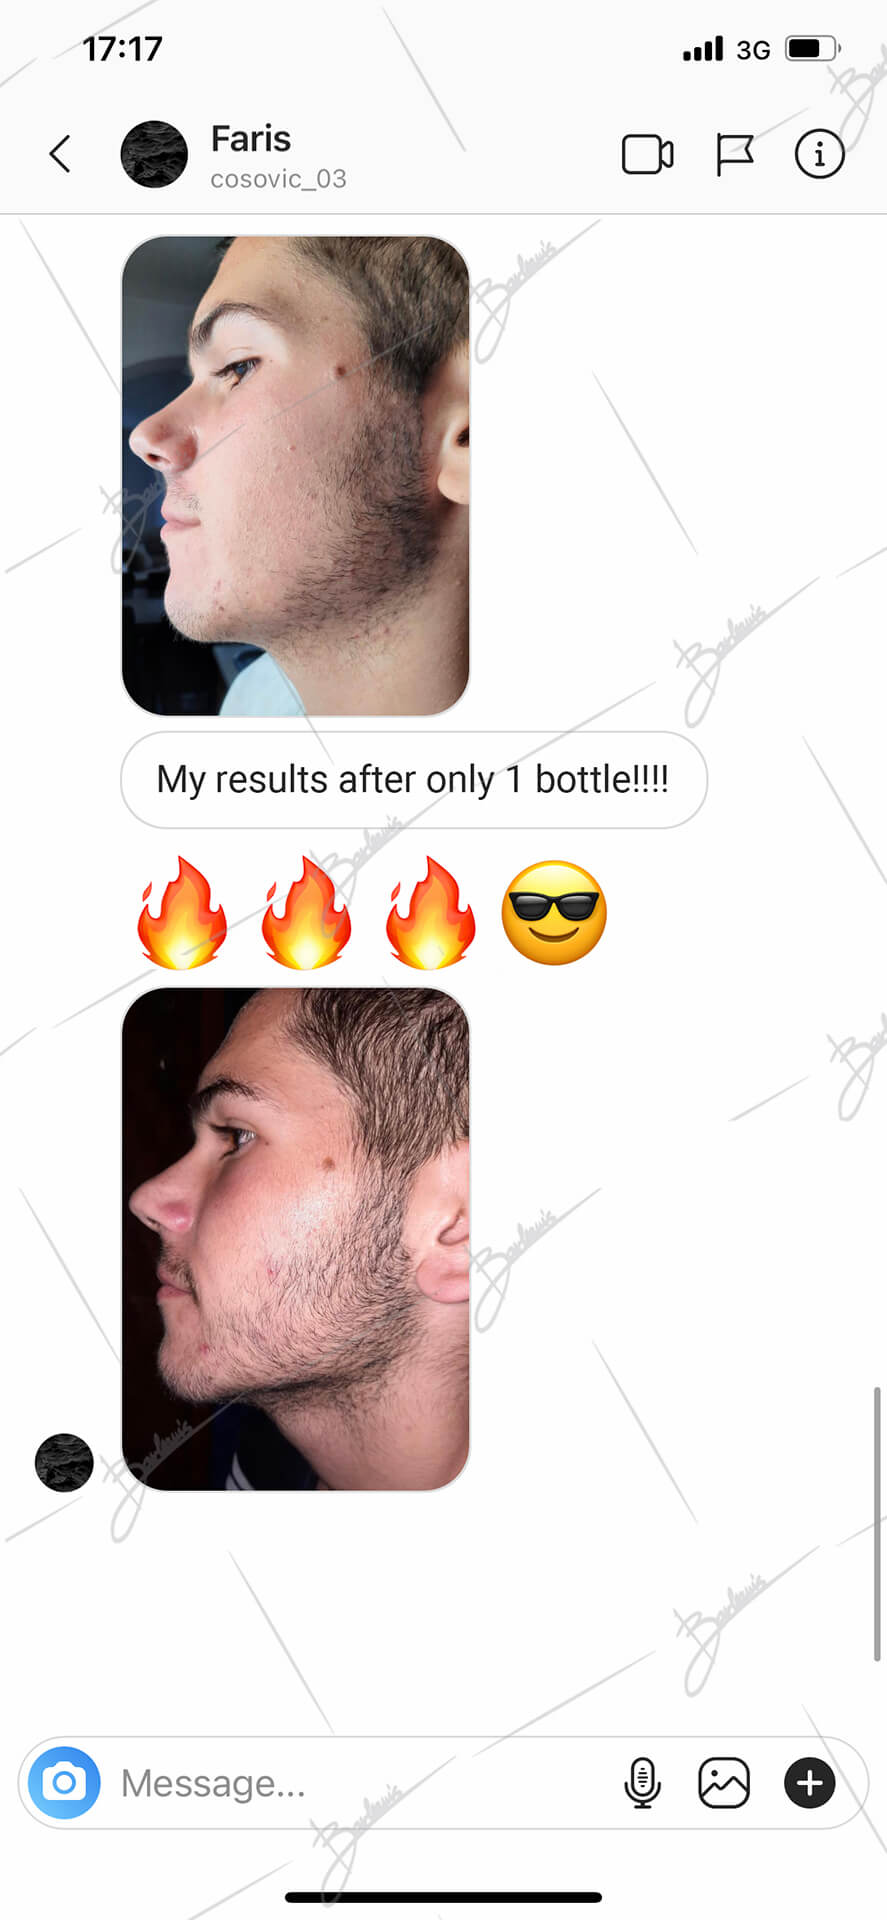 17:17
3G
Faris
cosovic_03
My results after only 1 bottle!!!!
🔥 🔥 🔥 😎
Message...